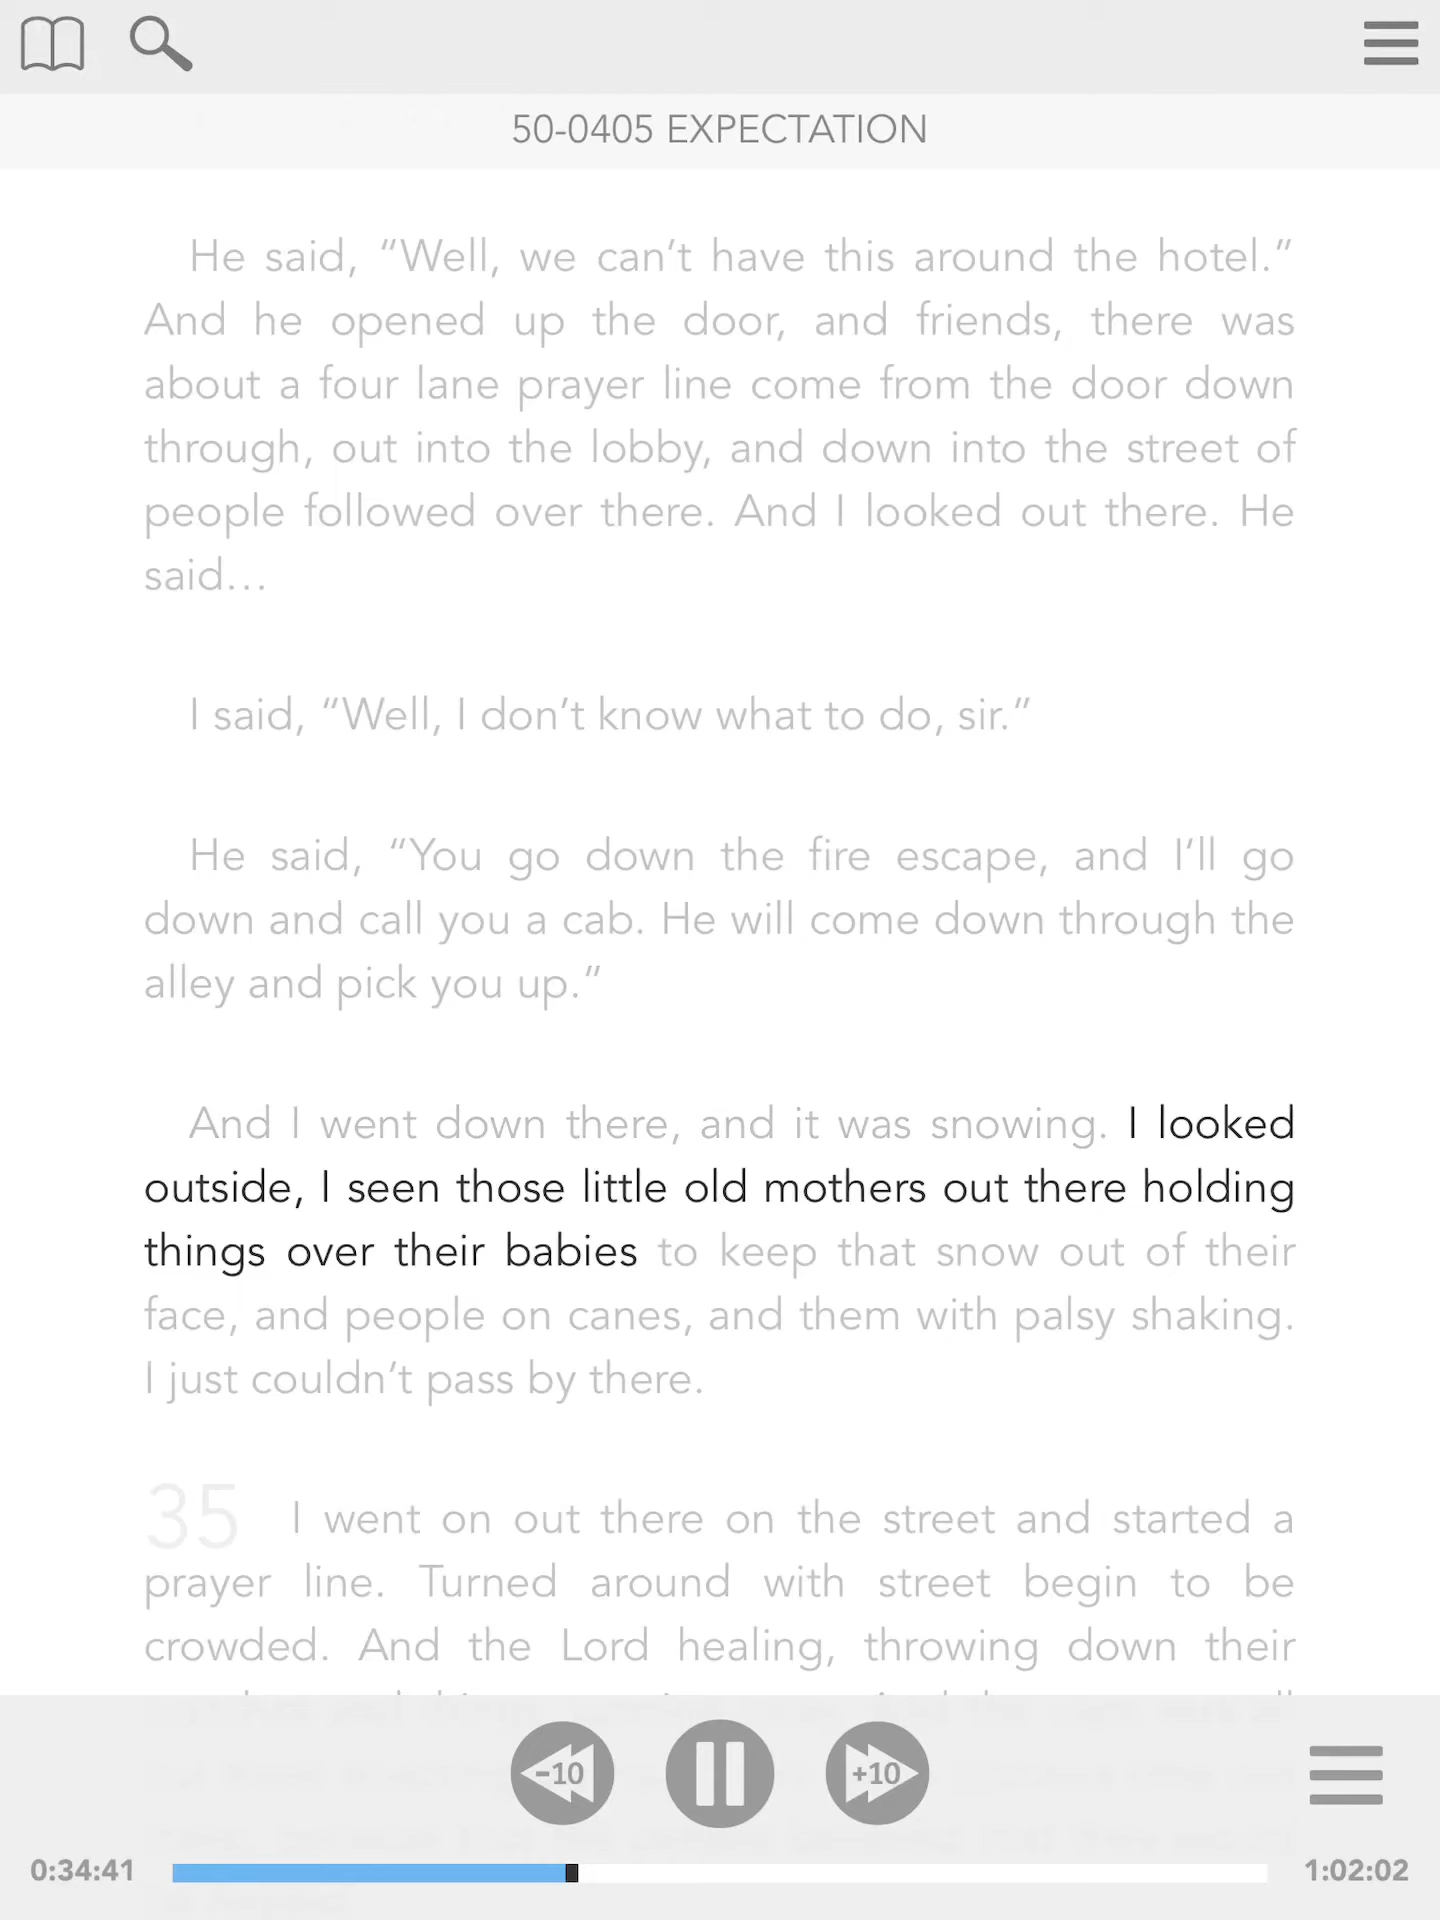 50-0405 EXPECTATION
He said, “Well, we can’t have this around the hotel.”
And he opened up the door, and friends, there was
about a four lane prayer line come from the door down
through, out into the lobby, and down into the street of
people followed over there. And I looked out there. He
said…
I said, “Well, I don’t know what to do, sir.”
He said, “You go down the fire escape, and I’ll go
down and call you a cab. He will come down through the
alley and pick you up.”
And I went down there, and it was snowing. I looked
outside, I seen those little old mothers out there holding
things over their babies to keep that snow out of their
face, and people on canes, and them with palsy shaking.
I just couldn’t pass by there.
35 I went on out there on the street and started a
prayer line. Turned around with street begin to be
crowded. And the Lord healing, throwing down their
-10 +10
0:34:41 1:02:02